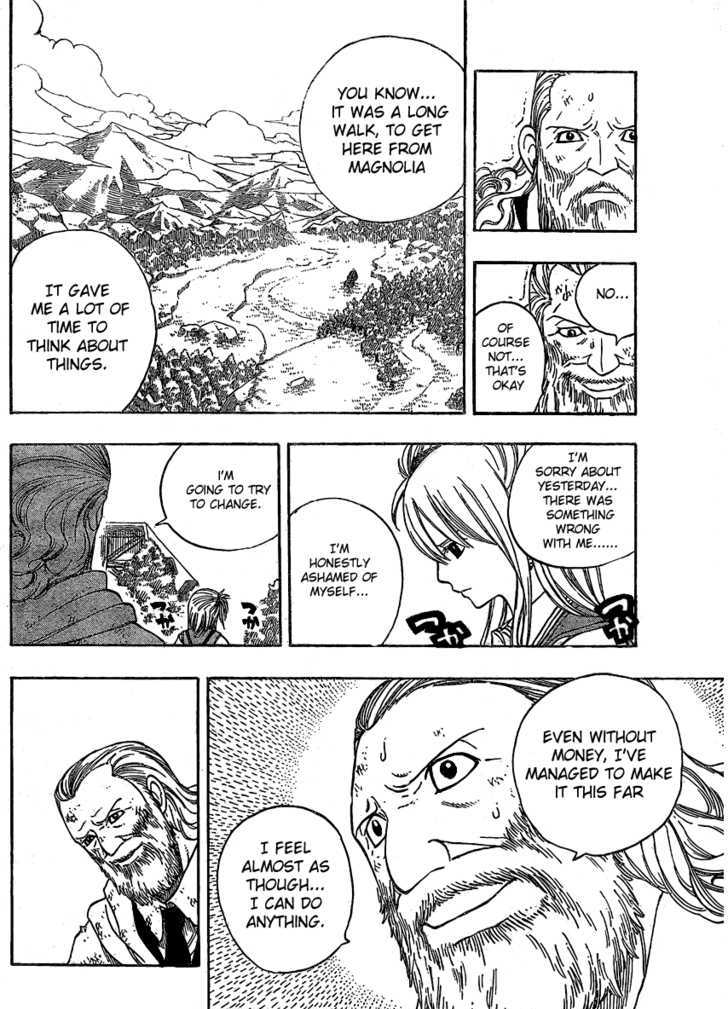 NO...
OF
COURSE
NOT...
THAT'S
OKAY
YOU
KNOW...
IT WAS A LONG
WALK, TO GET
HERE FROM
MAGNOLIA
IT GAVE
ME A LOT OF
TIME TO
THINK ABOUT
THINGS.
I'M
SORRY ABOUT
YESTERDAY...
THERE WAS
SOMETHING
WRONG
WITH ME......
I'M
HONESTLY
ASHAMED OF
MYSELF...
I'M
GOING TO TRY
TO CHANGE.
EVEN WITHOUT
MONEY, I'VE
MANAGED TO MAKE
IT THIS FAR
I FEEL
ALMOST AS
THOUGH...
I CAN DO
ANYTHING.